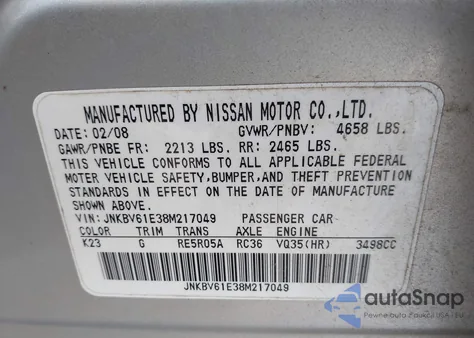 MANUFACTURED BY NISSAN MOTOR CO.,LTD.
DATE: 02/08 GVWR/PNBV: 4658 LBS.
GAWR/PNBE FR: 2213 LBS. RR: 2465 LBS.
THIS VEHICLE CONFORMS TO ALL APPLICABLE FEDERAL
MOTOR VEHICLE SAFETY,BUMPER,AND THEFT PREVENTION
STANDARDS IN EFFECT ON THE DATE OF MANUFACTURE
SHOWN ABOVE.
VIN: JNKBV61E38M217049 PASSENGER CAR
COLOR TRIM TRANS AXLE ENGINE
K23 G RE5R05A RC36 VQ35(HR) 3498CC
JNKBV61E38M217049
autoSnap